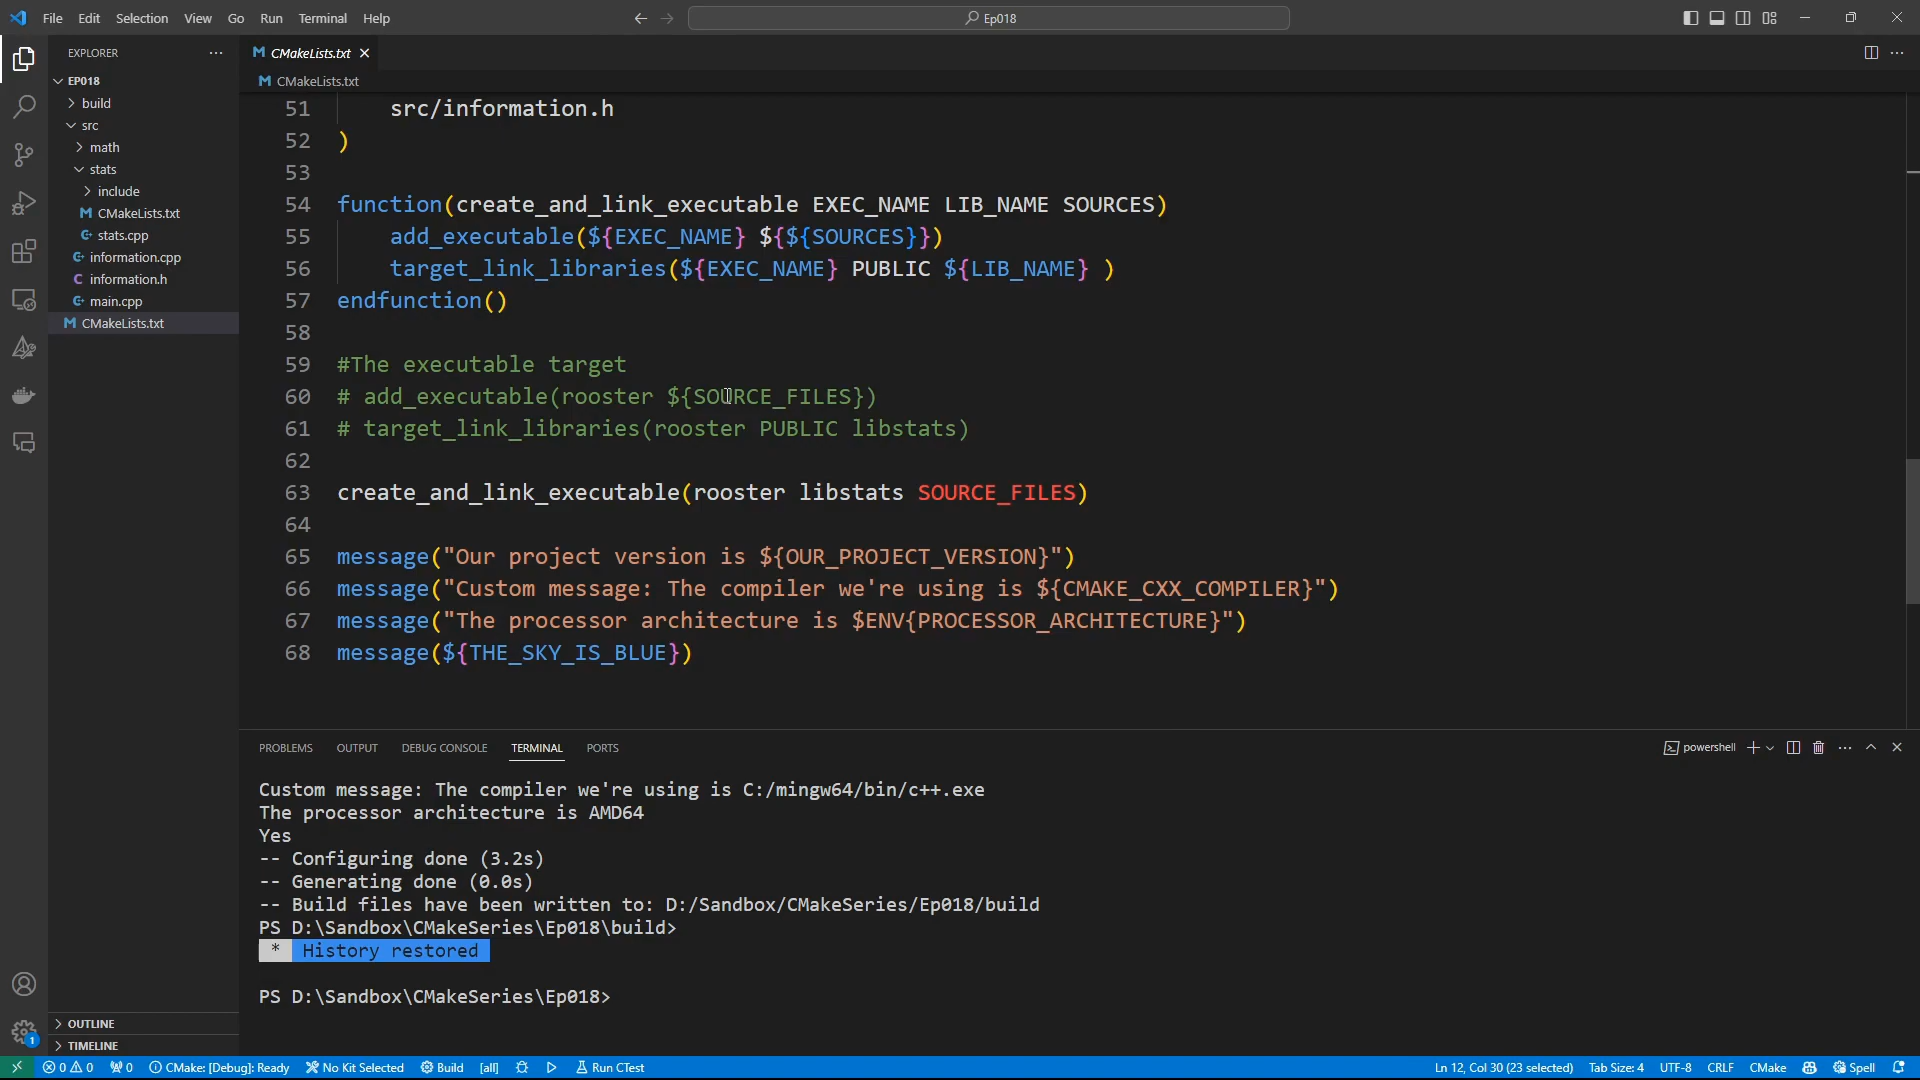 File Edit Selection View Go Run Terminal Help
Ep018
EXPLORER
EP018
build
src
math
stats
include
CMakeLists.txt
stats.cpp
information.cpp
information.h
main.cpp
CMakeLists.txt
OUTLINE
TIMELINE
CMakeLists.txt
CMakeLists.txt
51 src/information.h
52 )
53
54 function(create_and_link_executable EXEC_NAME LIB_NAME SOURCES)
55 add_executable(${EXEC_NAME} ${${SOURCES}})
56 target_link_libraries(${EXEC_NAME} PUBLIC ${LIB_NAME} )
57 endfunction()
58
59 #The executable target
60 # add_executable(rooster ${SOURCE_FILES})
61 # target_link_libraries(rooster PUBLIC libstats)
62
63 create_and_link_executable(rooster libstats SOURCE_FILES)
64
65 message("Our project version is ${OUR_PROJECT_VERSION}")
66 message("Custom message: The compiler we're using is ${CMAKE_CXX_COMPILER}")
67 message("The processor architecture is $ENV{PROCESSOR_ARCHITECTURE}")
68 message(${THE_SKY_IS_BLUE})
PROBLEMS OUTPUT DEBUG CONSOLE TERMINAL PORTS
powershell
Custom message: The compiler we're using is C:/mingw64/bin/c++.exe
The processor architecture is AMD64
Yes
-- Configuring done (3.2s)
-- Generating done (0.0s)
-- Build files have been written to: D:/Sandbox/CMakeSeries/Ep018/build
PS D:\Sandbox\CMakeSeries\Ep018\build>
* History restored
PS D:\Sandbox\CMakeSeries\Ep018>
1
0 0 0 CMake: [Debug]: Ready No Kit Selected Build [all] Run CTest Ln 12, Col 30 (23 selected) Tab Size: 4 UTF-8 CRLF CMake Spell